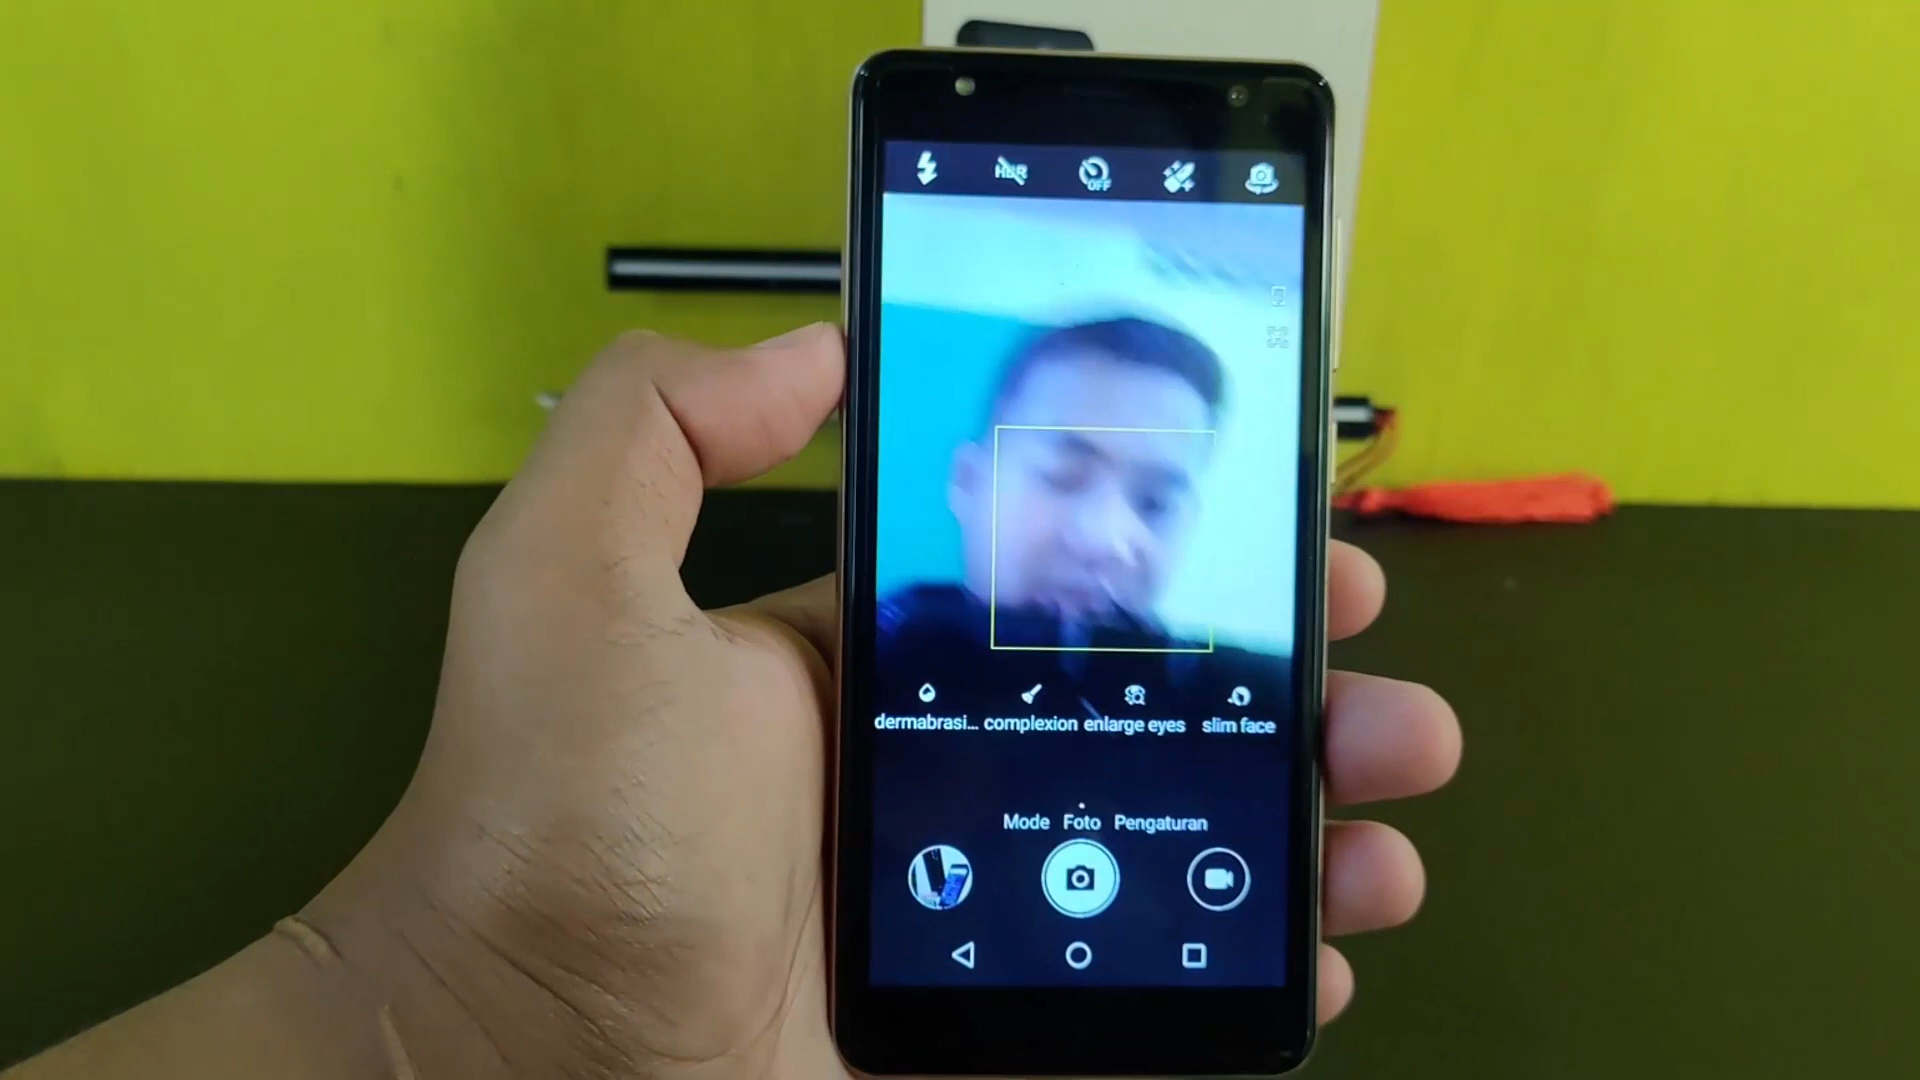 HDR
OFF
dermabrasi... complexion enlarge eyes slim face
Mode Foto Pengaturan